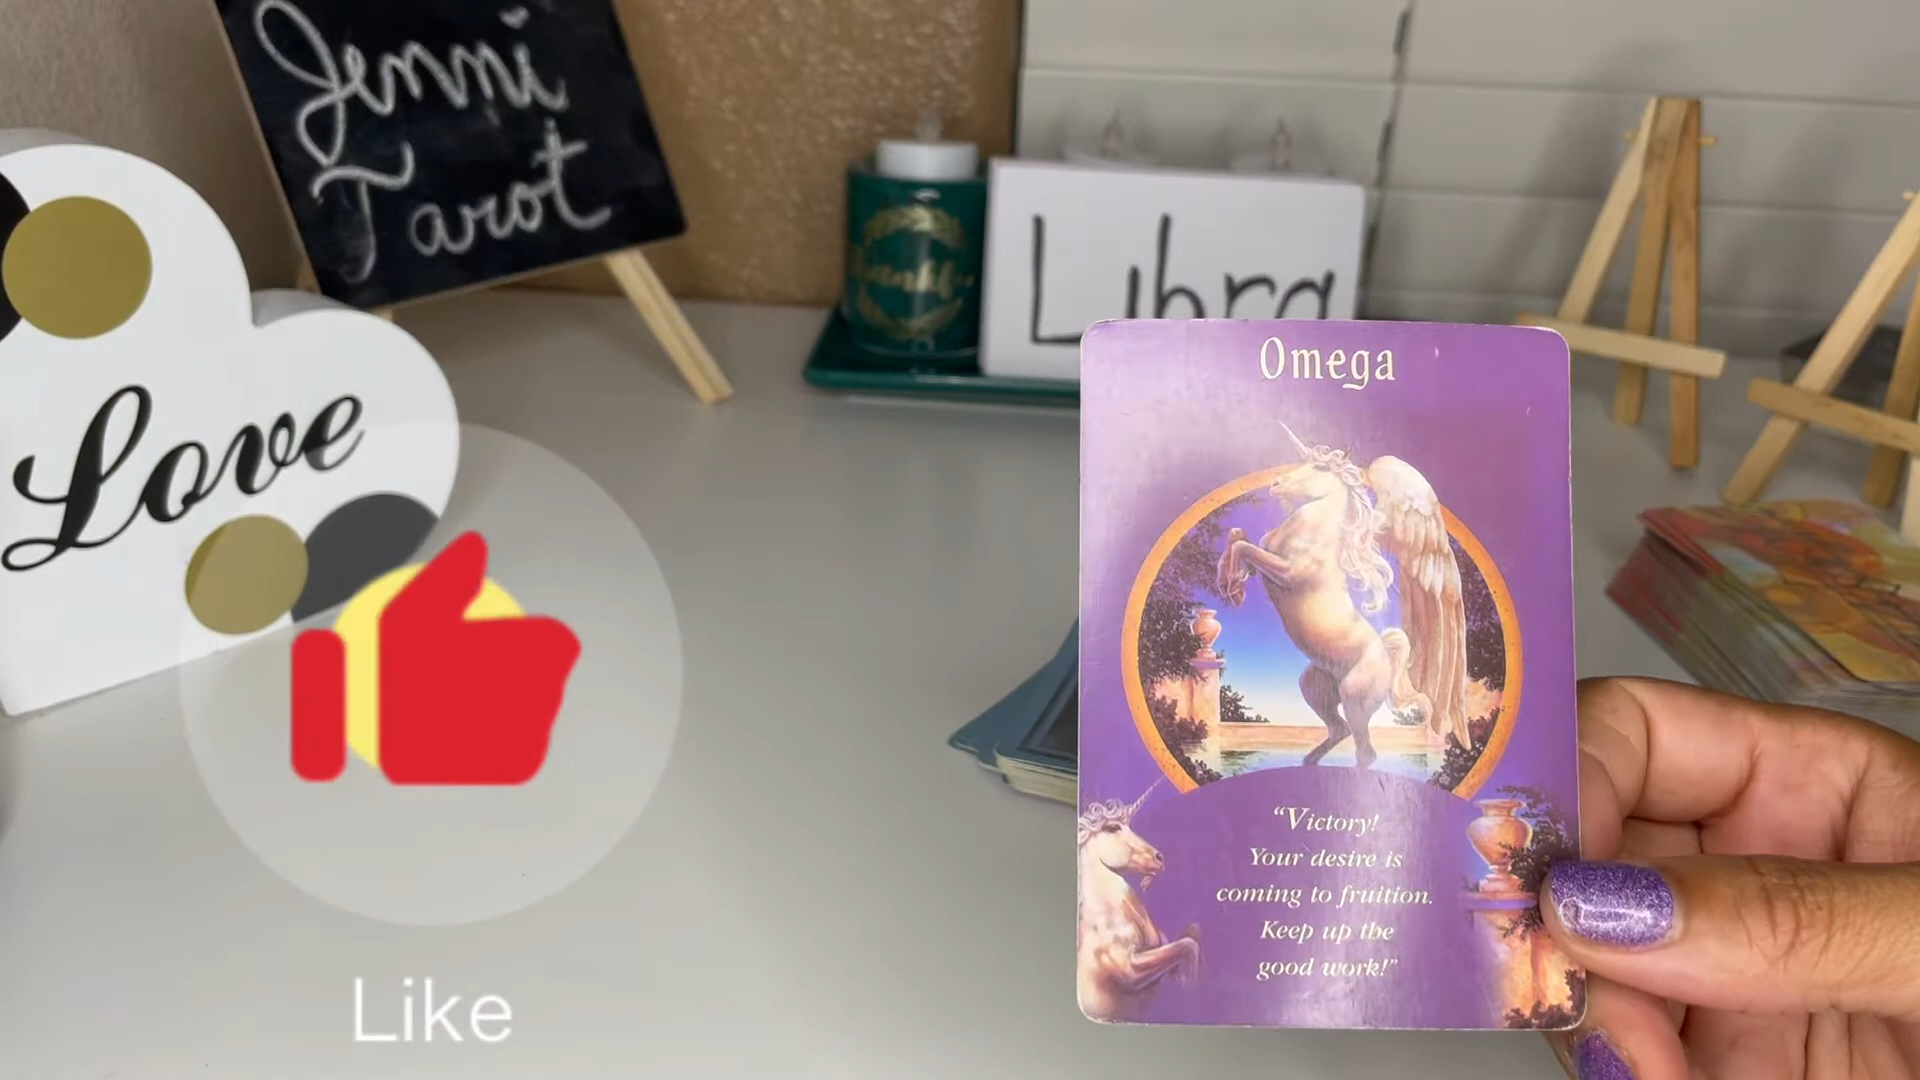 Jenni
Tarot
Love
Libra
Omega
"Victory!
Your desire is
coming to fruition.
Keep up the
good work!"
Like